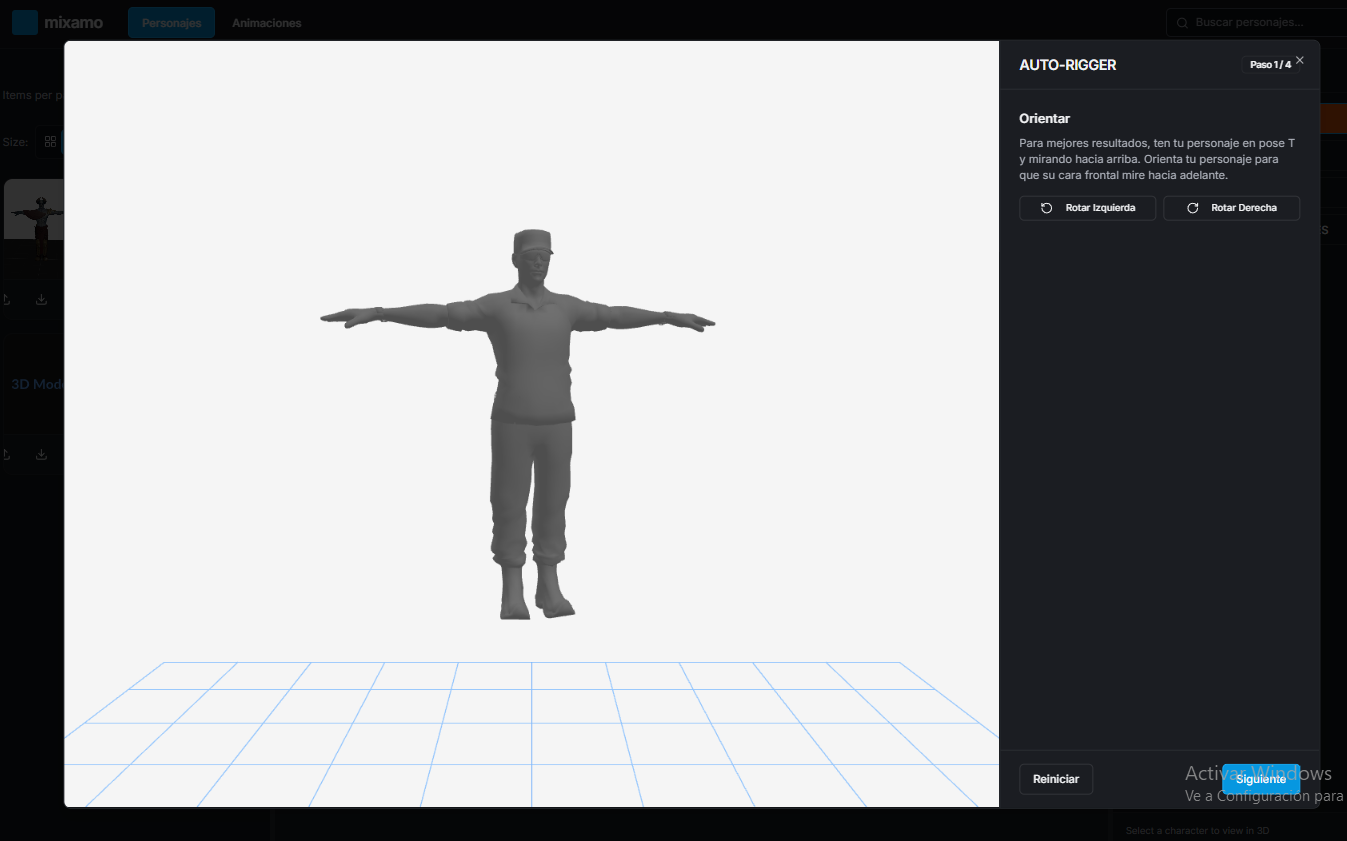 mixamo
Personajes
Animaciones
Buscar personajes...
Items per p
Size:
3D Mode
AUTO-RIGGER
Paso 1 / 4
Orientar
Para mejores resultados, ten tu personaje en pose T
y mirando hacia arriba. Orienta tu personaje para
que su cara frontal mire hacia adelante.
Rotar Izquierda
Rotar Derecha
S
Reiniciar
Siguiente
Activar Windows
Ve a Configuración para
Select a character to view in 3D